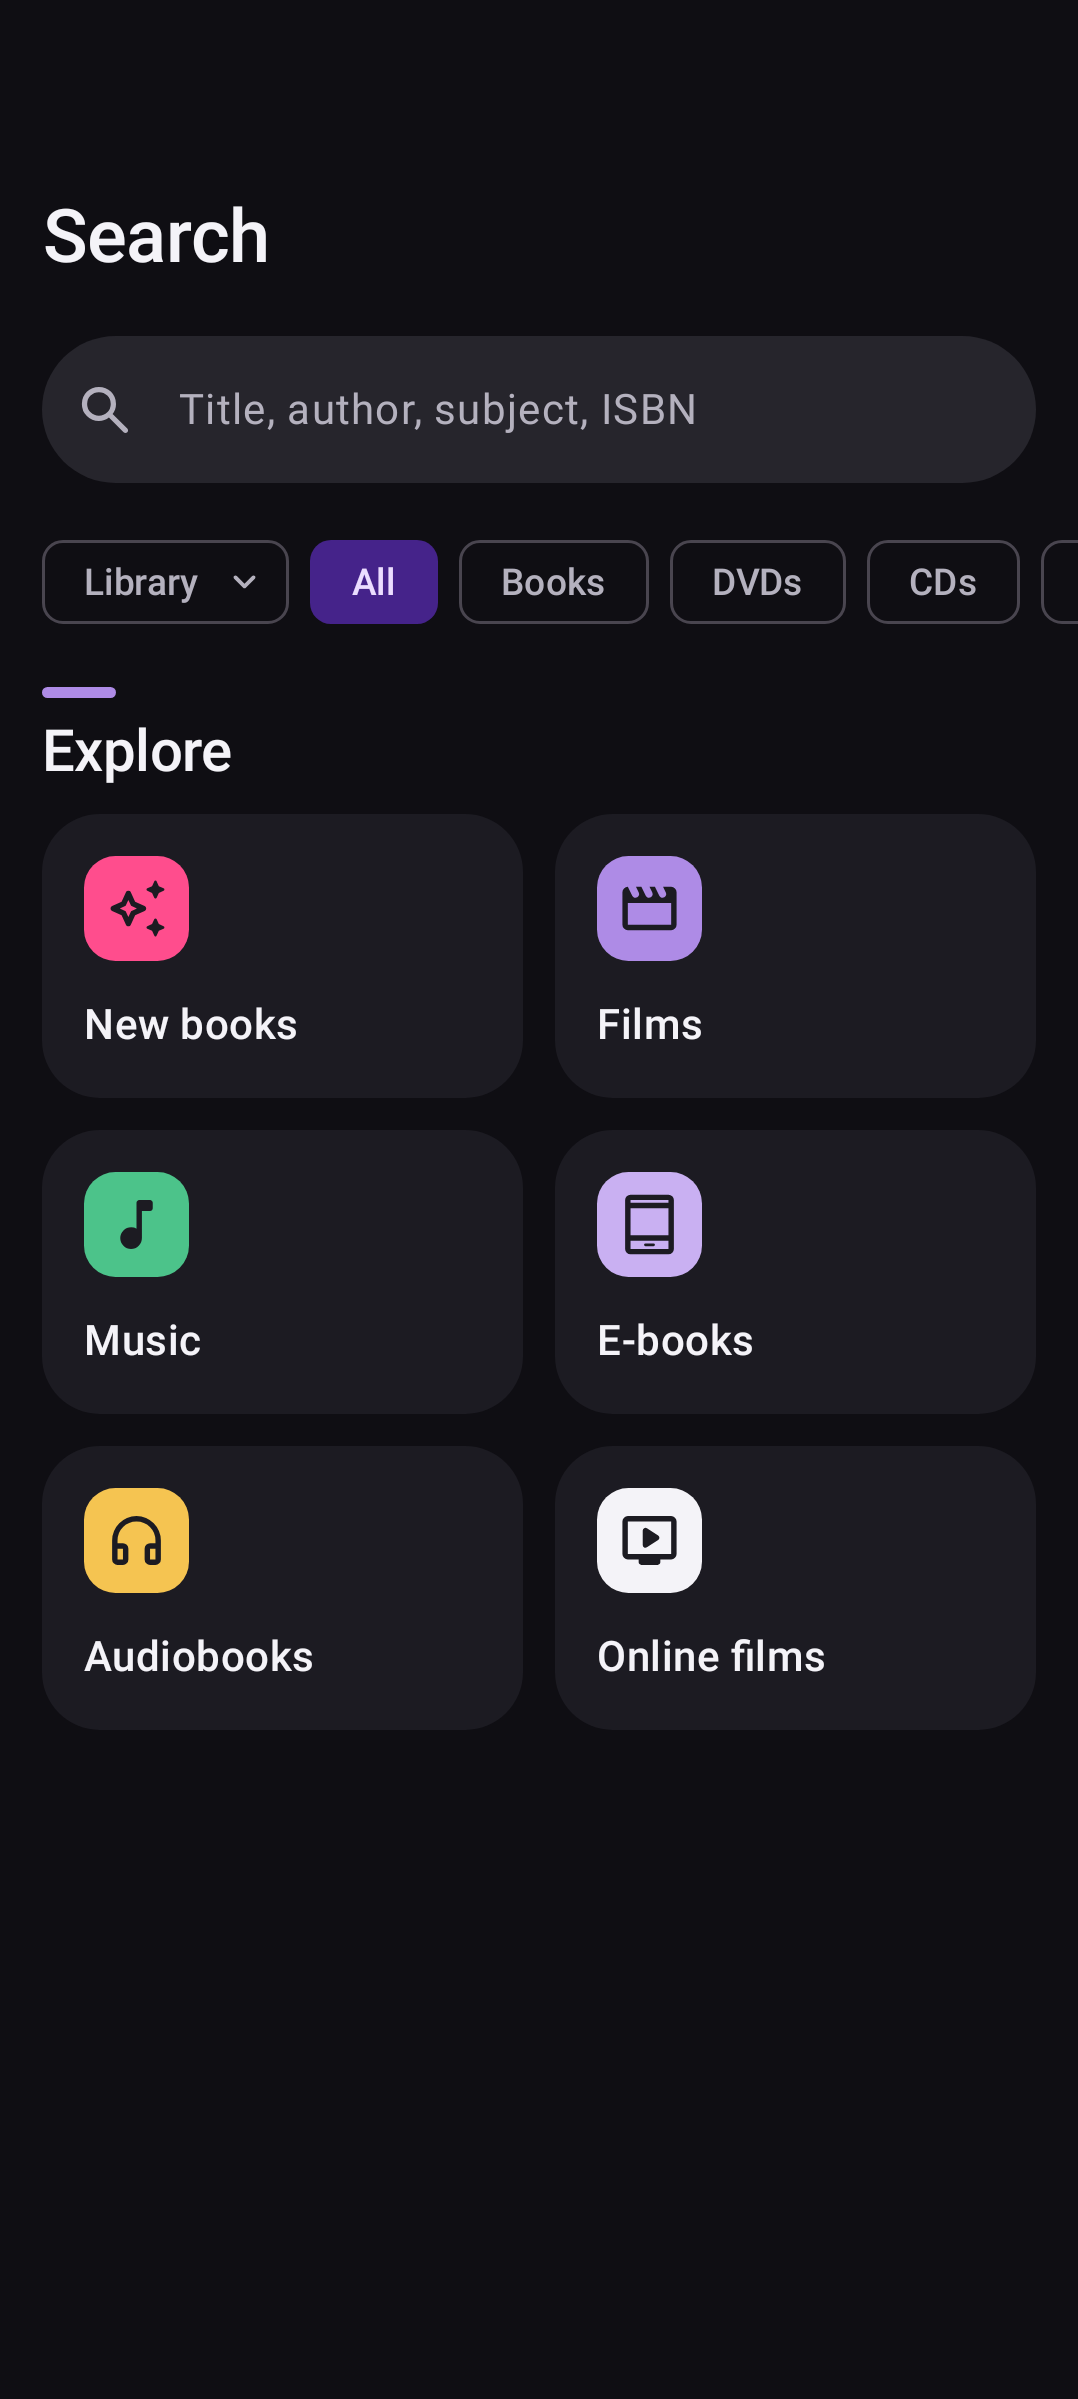 Search
Title, author, subject, ISBN
Library
All
Books
DVDs
CDs
Explore
New books
Films
Music
E-books
Audiobooks
Online films